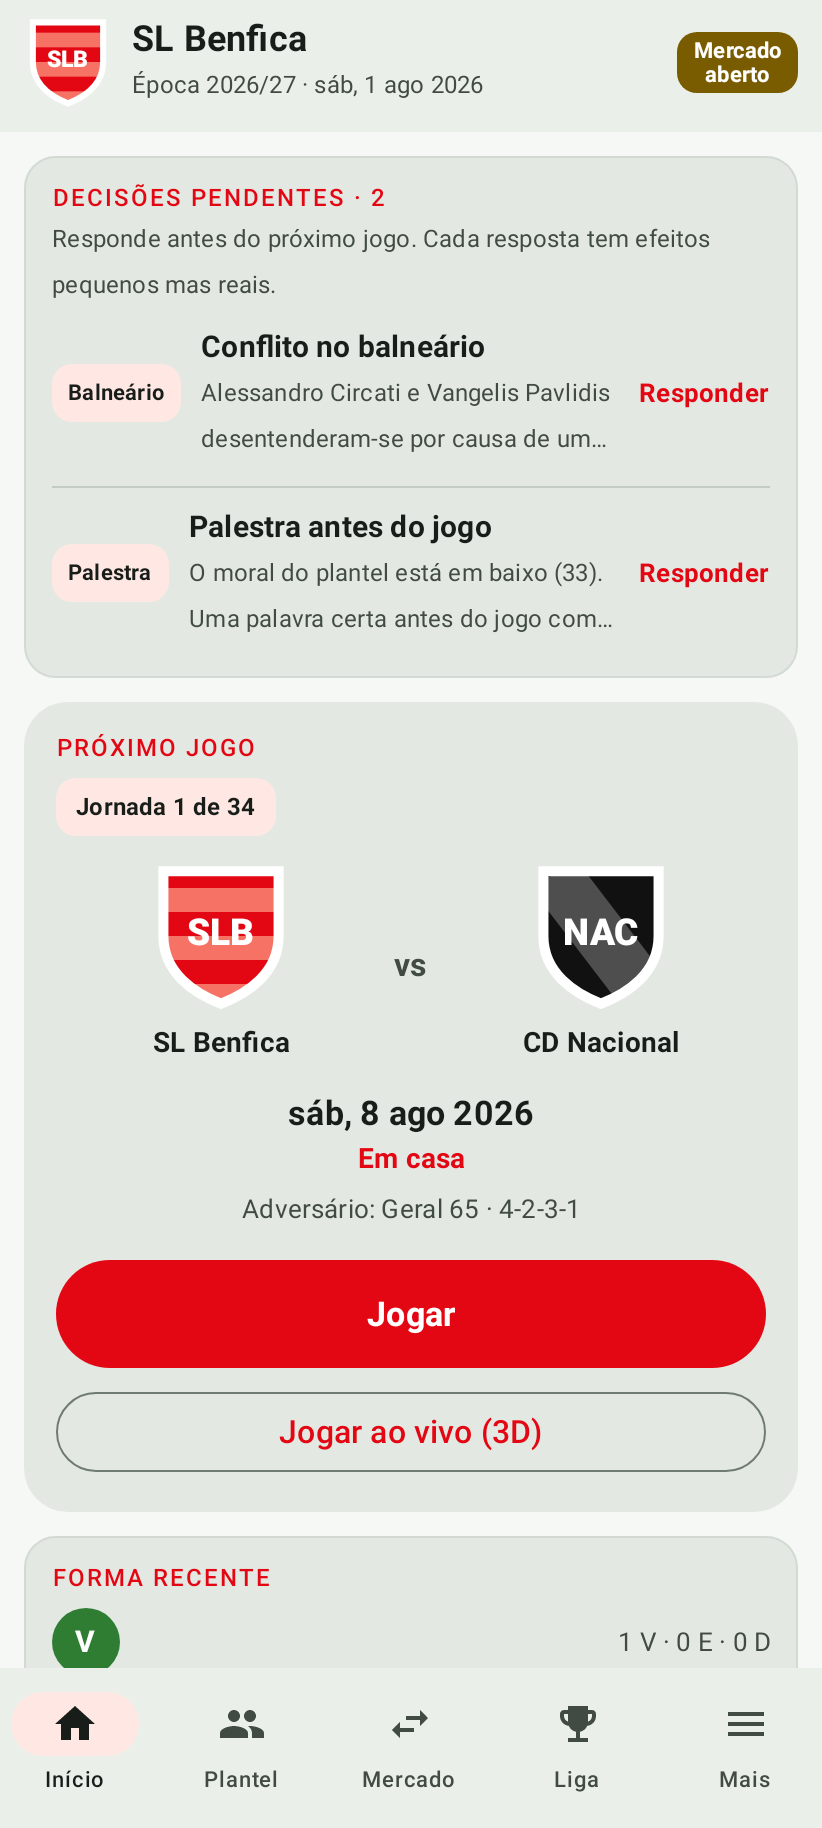 SLB
SL Benfica
Época 2026/27 · sáb, 1 ago 2026
Mercado
aberto
DECISÕES PENDENTES · 2
Responde antes do próximo jogo. Cada resposta tem efeitos
pequenos mas reais.
Balneário
Conflito no balneário
Alessandro Circati e Vangelis Pavlidis
desentenderam-se por causa de um…
Responder
Palestra
Palestra antes do jogo
O moral do plantel está em baixo (33).
Uma palavra certa antes do jogo com…
Responder
PRÓXIMO JOGO
Jornada 1 de 34
SLB
vs
NAC
SL Benfica
CD Nacional
sáb, 8 ago 2026
Em casa
Adversário: Geral 65 · 4-2-3-1
Jogar
Jogar ao vivo (3D)
FORMA RECENTE
V
1 V · 0 E · 0 D
Início
Plantel
Mercado
Liga
Mais